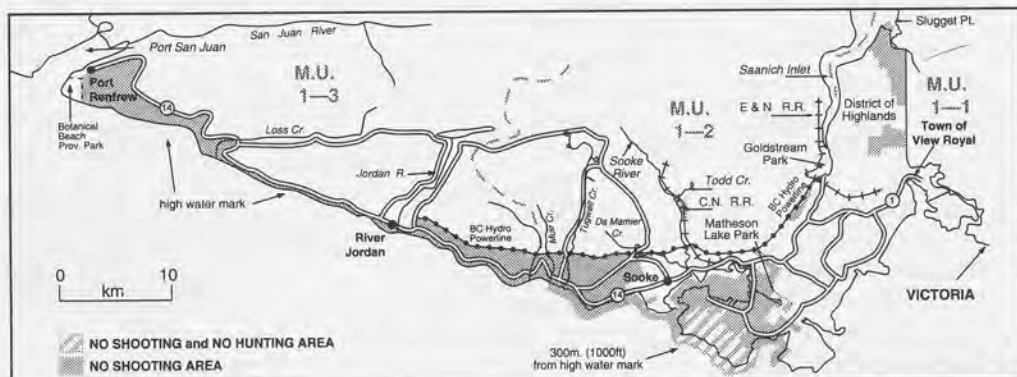 Slugget Pt.
San Juan River
Port San Juan
M.U.
1—3
Saanich Inlet
M.U.
1—2
M.U.
1—1
E & N R.R.
District of
Highlands
Town of
View Royal
Goldstream
Park
Port
Renfrew
14
Botanical
Beach
Prov. Park
Loss Cr.
Jordan R.
Sooke
River
Todd Cr.
C.N. R.R.
BC Hydro
Powerline
1
high water mark
Tugwell Cr.
Muir Cr.
Da Mamier
Cr.
Matheson
Lake Park
BC Hydro
Powerline
River
Jordan
Sooke
14
0 10
km
VICTORIA
NO SHOOTING and NO HUNTING AREA
NO SHOOTING AREA
300m. (1000ft)
from high water mark